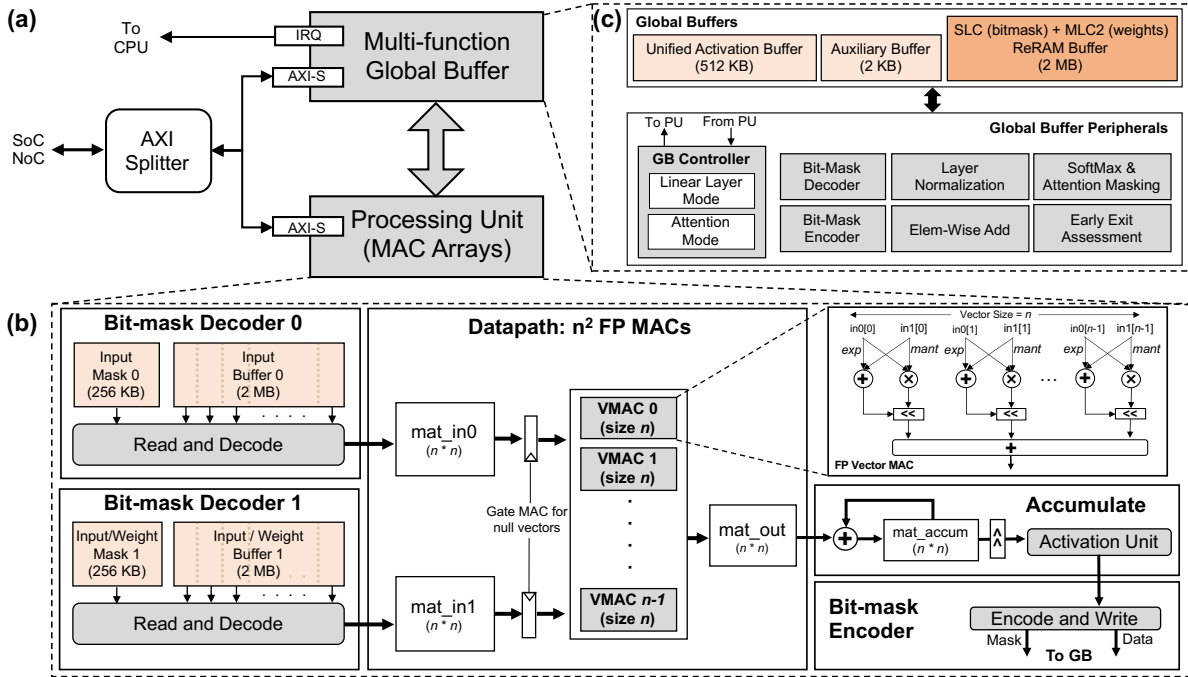 (a)
To
CPU
IRQ
AXI-S
Multi-function
Global Buffer
SoC
NoC
AXI
Splitter
AXI-S
Processing Unit
(MAC Arrays)
(c)
Global Buffers
Unified Activation Buffer
(512 KB)
Auxiliary Buffer
(2 KB)
SLC (bitmask) + MLC2 (weights)
ReRAM Buffer
(2 MB)
To PU
From PU
Global Buffer Peripherals
GB Controller
Linear Layer
Mode
Attention
Mode
Bit-Mask
Decoder
Layer
Normalization
SoftMax &
Attention Masking
Bit-Mask
Encoder
Elem-Wise Add
Early Exit
Assessment
(b)
Bit-mask Decoder 0
Input
Mask 0
(256 KB)
Input
Buffer 0
(2 MB)
Read and Decode
Bit-mask Decoder 1
Input/Weight
Mask 1
(256 KB)
Input / Weight
Buffer 1
(2 MB)
Read and Decode
Datapath: n² FP MACs
mat_in0
(n * n)
mat_in1
(n * n)
Gate MAC for
null vectors
VMAC 0
(size n)
VMAC 1
(size n)
VMAC n-1
(size n)
mat_out
(n * n)
Vector Size = n
in0[0] in1[0] in0[1] in1[1] in0[n-1] in1[n-1]
exp mant exp mant exp mant
+ × + × ... + ×
<< << <<
+
FP Vector MAC
Accumulate
+
mat_accum
(n * n)
<<
Activation Unit
Bit-mask
Encoder
Encode and Write
Mask
Data
To GB